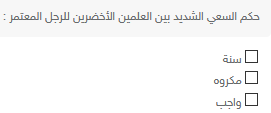 حكم السعي الشديد بين العلمين الأخضرين للرجل المعتمر :
سنة
مكروه
واجب